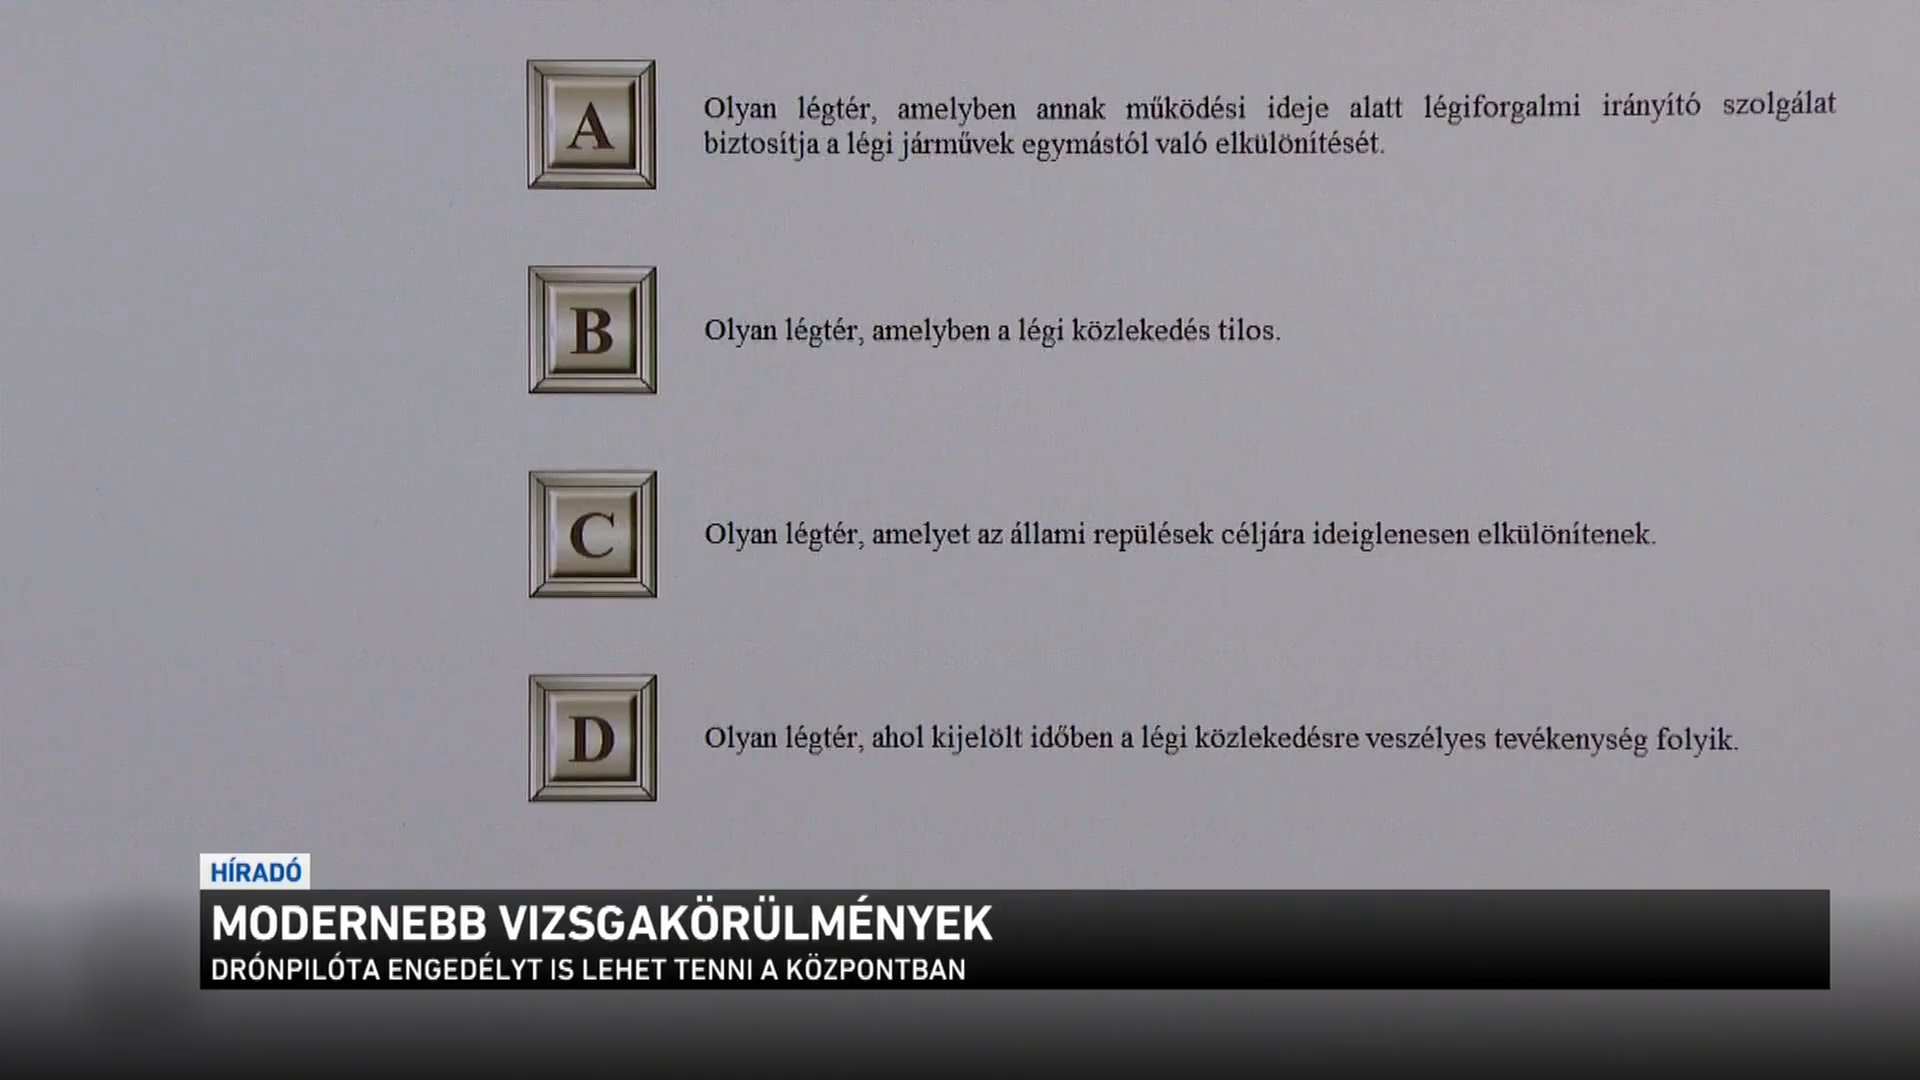 A
Olyan légtér, amelyben annak működési ideje alatt légiforgalmi irányító szolgálat
biztosítja a légi járművek egymástól való elkülönítését.
B
Olyan légtér, amelyben a légi közlekedés tilos.
C
Olyan légtér, amelyet az állami repülések céljára ideiglenesen elkülönítenek.
D
Olyan légtér, ahol kijelölt időben a légi közlekedésre veszélyes tevékenység folyik.
HÍRADÓ
MODERNEBB VIZSGAKÖRÜLMÉNYEK
DRÓNPILÓTA ENGEDÉLYT IS LEHET TENNI A KÖZPONTBAN